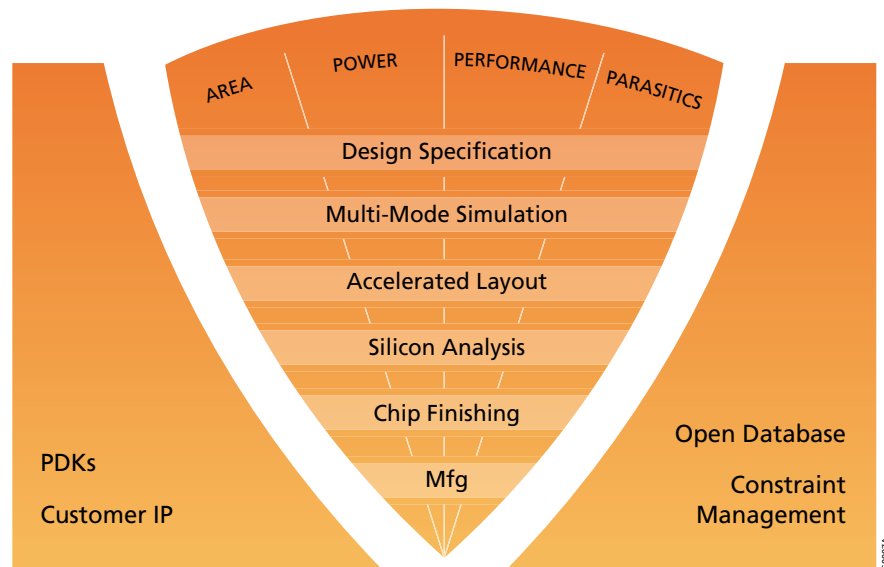 AREA
POWER
PERFORMANCE
PARASITICS
Design Specification
Multi-Mode Simulation
Accelerated Layout
Silicon Analysis
Chip Finishing
Mfg
PDKs
Customer IP
Open Database
Constraint
Management